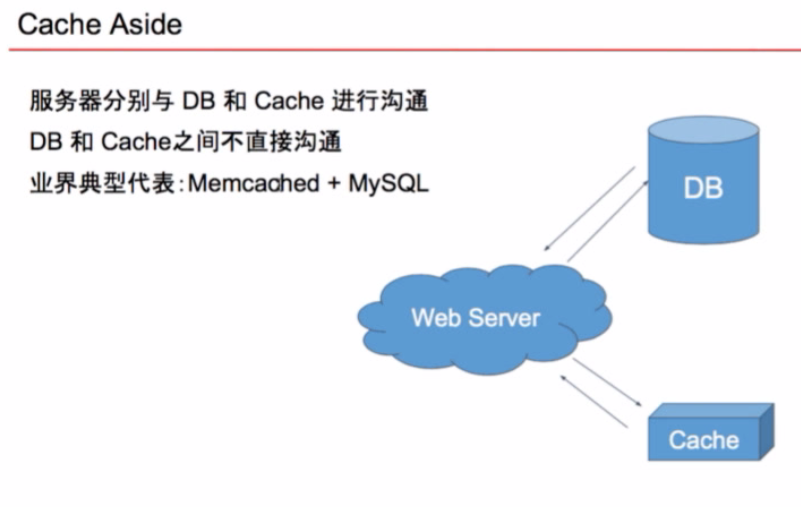 Cache Aside
服务器分别与 DB 和 Cache 进行沟通
DB 和 Cache之间不直接沟通
业界典型代表：Memcached + MySQL
DB
Web Server
Cache